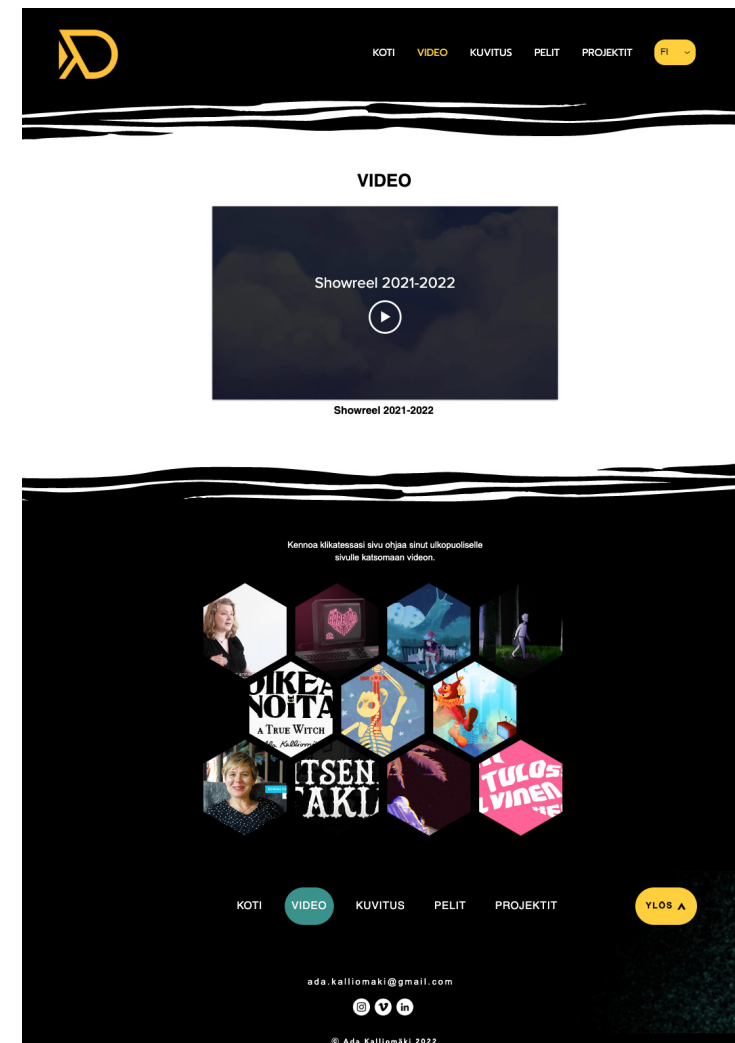 KOTI VIDEO KUVITUS PELIT PROJEKTIT FI
VIDEO
Showreel 2021-2022
Showreel 2021-2022
Kennoa klikatessasi sivu ohjaa sinut ulkopuoliselle
sivulle katsomaan videon.
OIKEA
NOITA
A TRUE WITCH
TULOS
VINEN
KOTI VIDEO KUVITUS PELIT PROJEKTIT YLÖS
ada.kalliomaki@gmail.com
© Ada Kalliomäki 2022